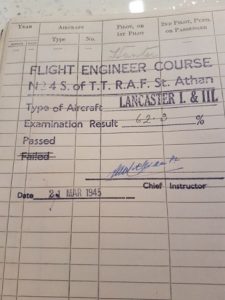 YEAR AIRCRAFT PILOT, OR 1ST PILOT 2ND PILOT, PUPIL OR PASSENGER
Type No.
FLIGHT ENGINEER COURSE
No 4 S. of T.T. R.A.F. St. Athan
Type of Aircraft LANCASTER I. & III.
Examination Result 62.3 %
Passed
Failed
Chief Instructor
Date 21 MAR 1945